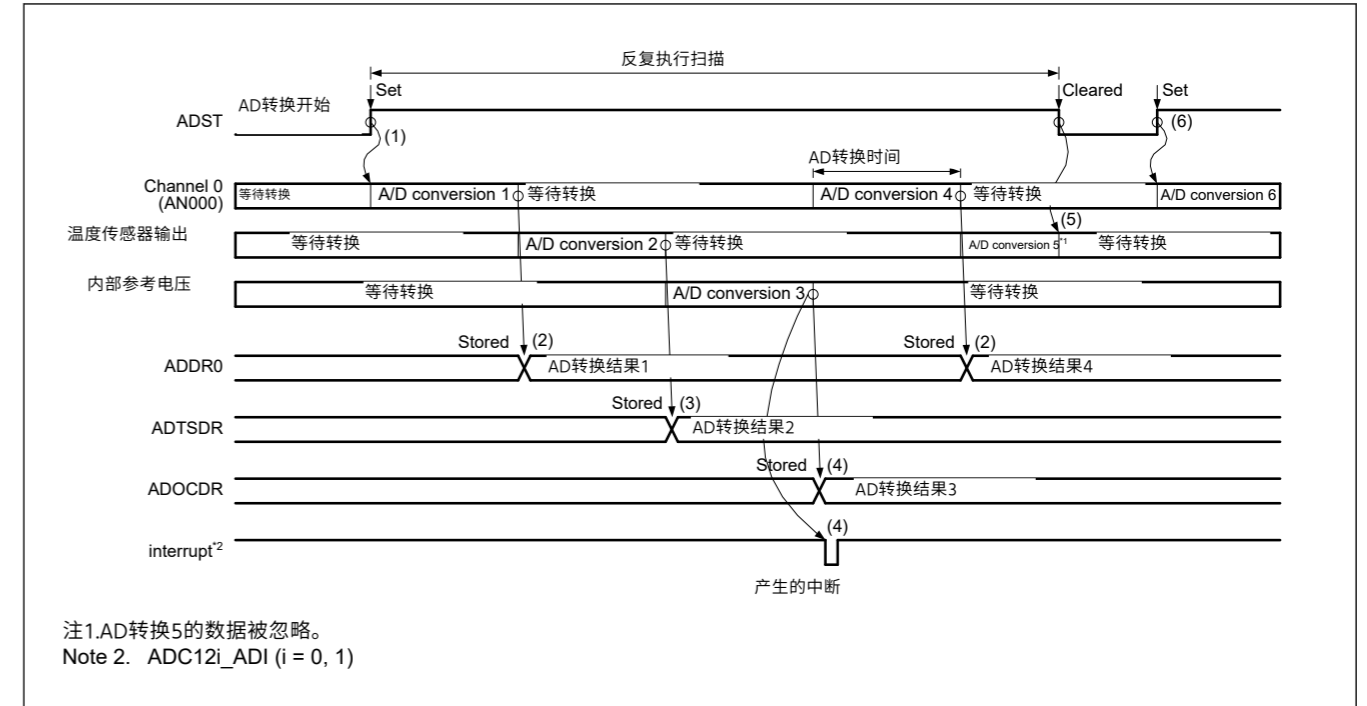 反复执行扫描
Set
Cleared
Set
AD转换开始
ADST
(1)
(6)
AD转换时间
Channel 0
(AN000)
等待转换
A/D conversion 1
等待转换
A/D conversion 4
等待转换
A/D conversion 6
(5)
温度传感器输出
等待转换
A/D conversion 2
等待转换
A/D conversion 5*1
等待转换
内部参考电压
等待转换
A/D conversion 3
等待转换
Stored
(2)
Stored
(2)
ADDR0
AD转换结果1
AD转换结果4
Stored
(3)
ADTSDR
AD转换结果2
Stored
(4)
ADOCDR
AD转换结果3
(4)
interrupt*2
产生的中断
注1.AD转换5的数据被忽略。
Note 2. ADC12i_ADI (i = 0, 1)